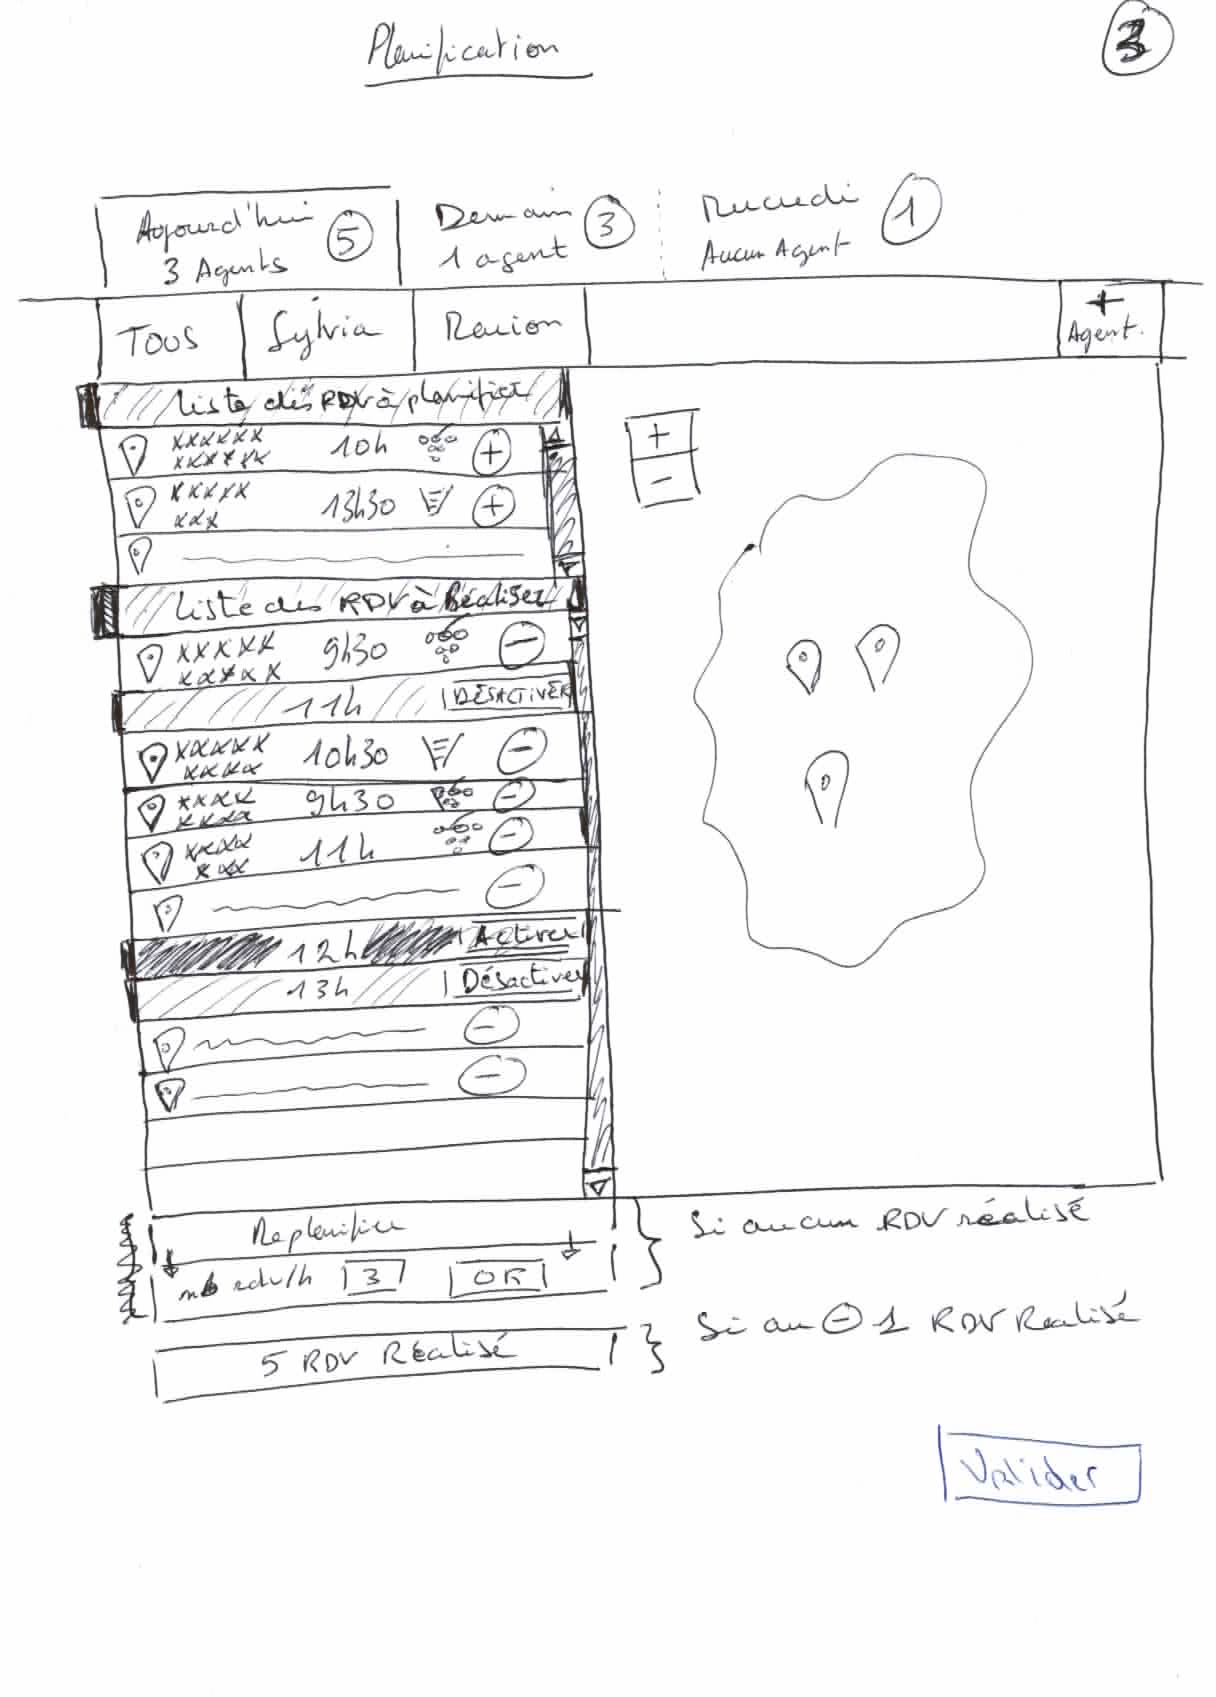 Planification
3
Aujourd'hui 5
3 Agents
Demain 3
1 agent
Mercredi 1
Aucun Agent
TOUS
Sylvia
Marion
+
Agent.
Liste des RDV à planifier
xxxxxx 10h +
xxxxxx
xxxxx 13h30 +
xxx
+
-
Liste des RDV à Réaliser
xxxxx 9h30 -
xxxxx
11h DÉSACTIVER
xxxxx 10h30 -
xxxx
xxxx 9h30 -
xxxx
xxxx 11h -
xxx
-
12h Activer
13h Désactiver
-
-
Replanifier
nb rdv/h 3 OK
Si aucun RDV réalisé
5 RDV Réalisé
Si au - 1 RDV Realisé
Valider